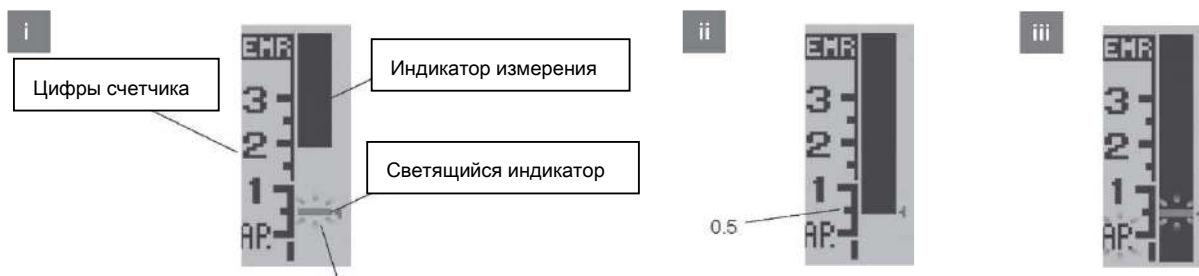 i
EMR
3
2
1
AP.
Цифры счетчика
Индикатор измерения
Светящийся индикатор
ii
EMR
3
2
1
AP.
0.5
iii
EMR
3
2
1
AP.